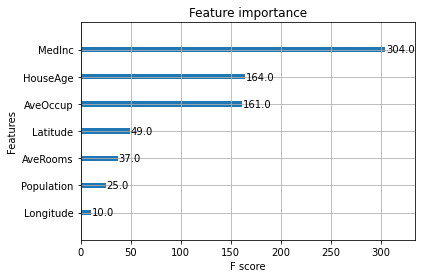 Feature importance
MedInc 304.0
HouseAge 164.0
AveOccup 161.0
Latitude 49.0
AveRooms 37.0
Population 25.0
Longitude 10.0
Features
0 50 100 150 200 250 300
F score